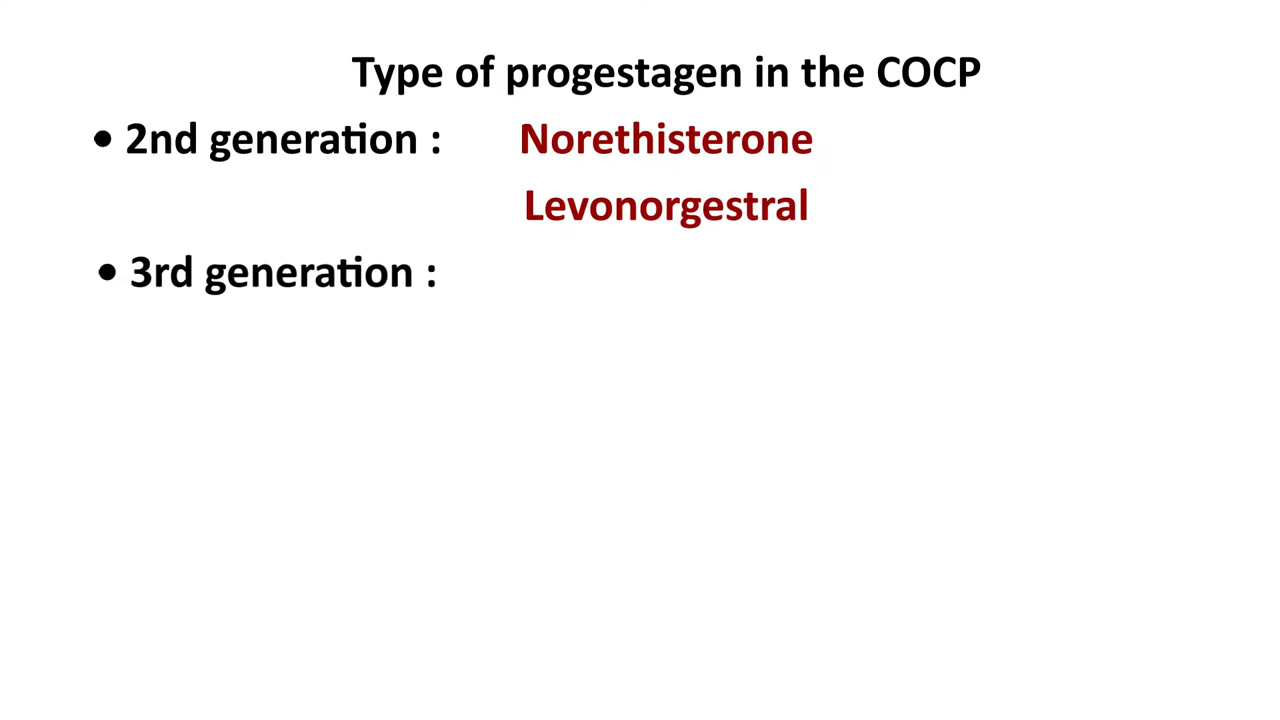 Type of progestagen in the COCP
• 2nd generation : Norethisterone
Levonorgestral
• 3rd generation :